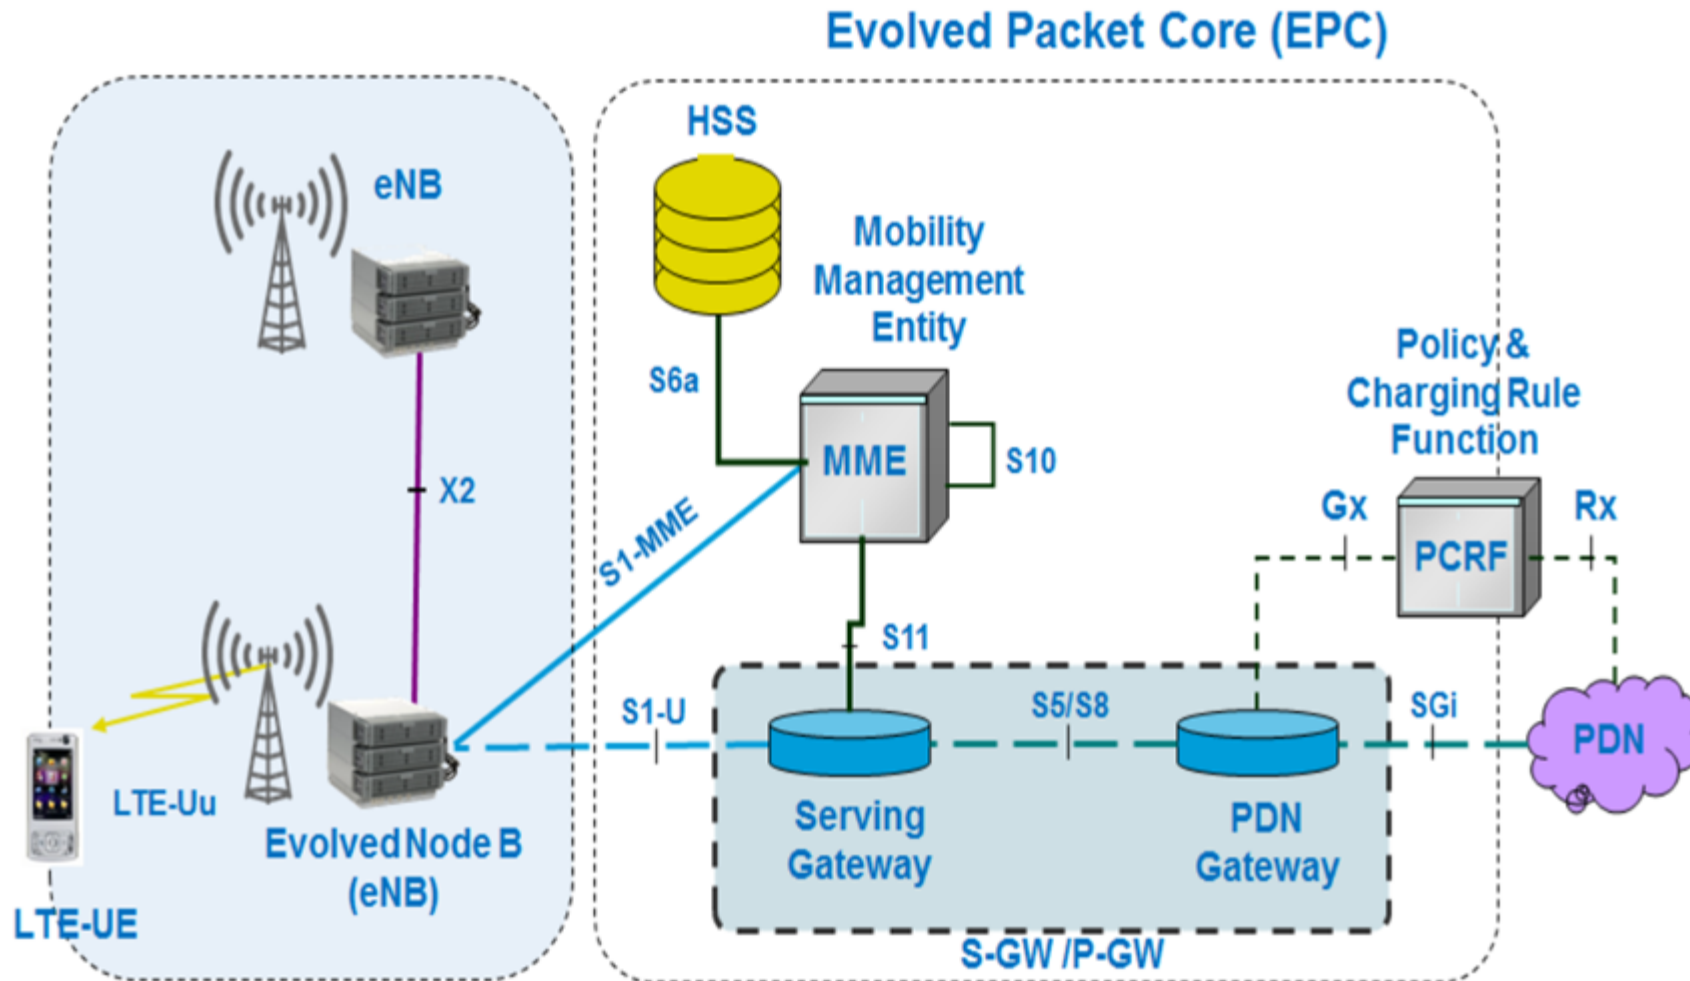 Evolved Packet Core (EPC)
HSS
eNB
Mobility
Management
Entity
S6a
Policy &
Charging Rule
Function
MME
S10
X2
Gx
Rx
S1-MME
PCRF
S11
S1-U
S5/S8
SGi
PDN
LTE-Uu
Serving
Gateway
PDN
Gateway
Evolved Node B
(eNB)
LTE-UE
S-GW /P-GW